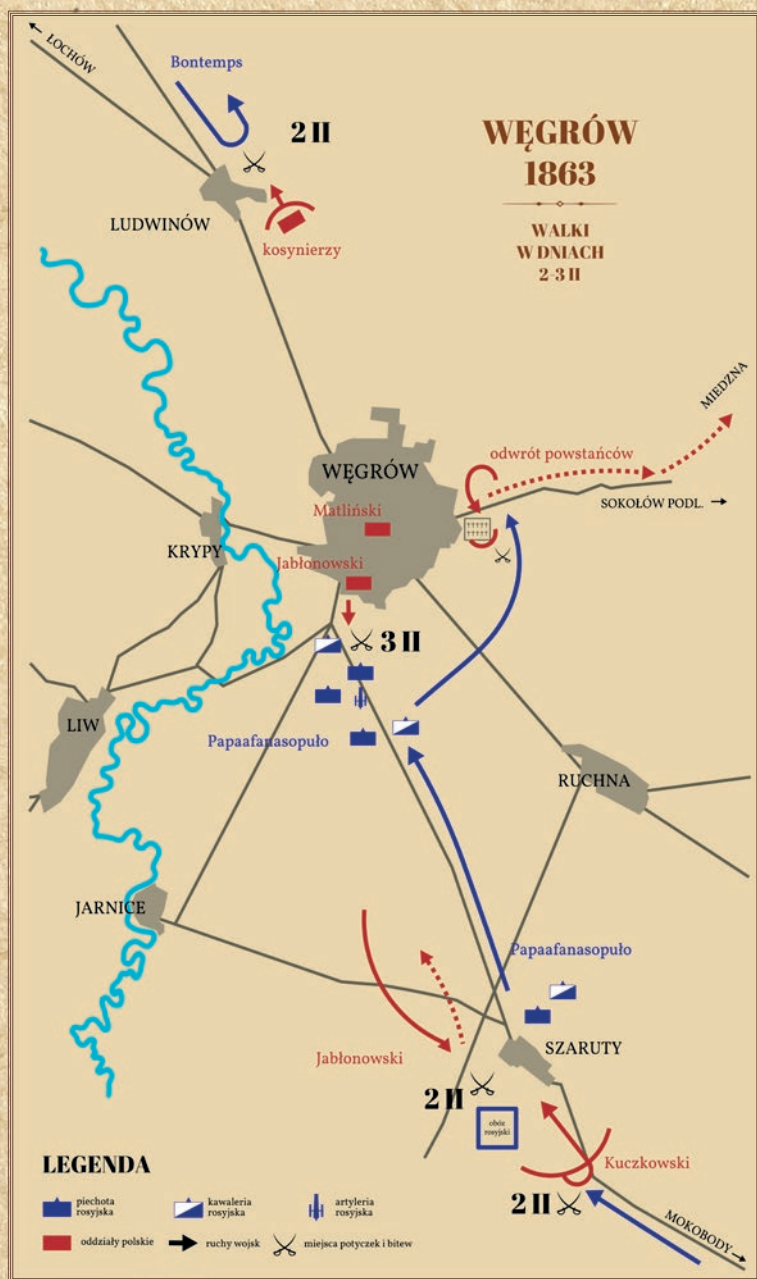 ŁOCHÓW
Bontemps
2 II
WĘGRÓW
1863
WALKI
W DNIACH
2-3 II
LUDWINÓW
kosynierzy
MIEDZNA
WĘGRÓW
odwrót powstańców
SOKOŁÓW PODL.
Matliński
KRYPY
Jabłonowski
3 II
LIW
Papaafanasopuło
RUCHNA
JARNICE
Papaafanasopuło
SZARUTY
Jabłonowski
2 II
obóz
rosyjski
Kuczkowski
2 II
MOKOBODY
LEGENDA
piechota
rosyjska
kawaleria
rosyjska
artyleria
rosyjska
oddziały polskie
ruchy wojsk
miejsca potyczek i bitew